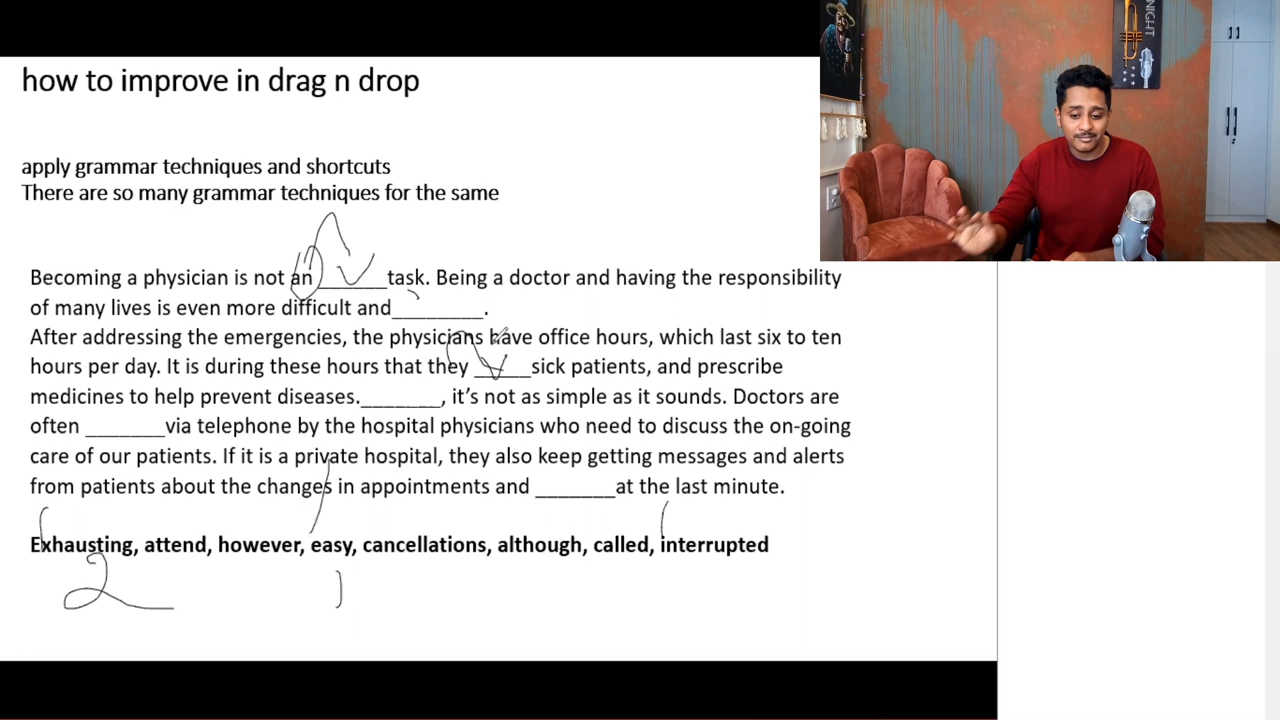 NIGHT
how to improve in drag n drop
apply grammar techniques and shortcuts
There are so many grammar techniques for the same
Becoming a physician is not an_______task. Being a doctor and having the responsibility
of many lives is even more difficult and_________.
After addressing the emergencies, the physicians have office hours, which last six to ten
hours per day. It is during these hours that they ______sick patients, and prescribe
medicines to help prevent diseases.________, it’s not as simple as it sounds. Doctors are
often ________via telephone by the hospital physicians who need to discuss the on-going
care of our patients. If it is a private hospital, they also keep getting messages and alerts
from patients about the changes in appointments and ________at the last minute.
Exhausting, attend, however, easy, cancellations, although, called, interrupted
2 1